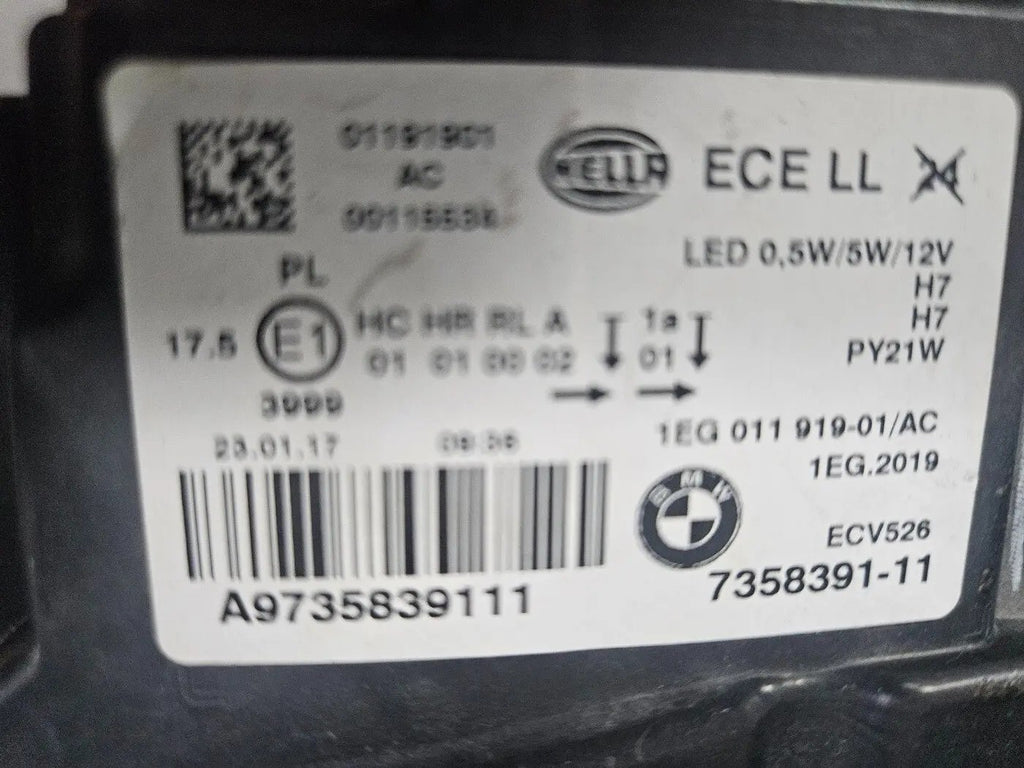 01191901
AC
HELLA
ECE LL
24
LED 0,5W/5W/12V
H7
H7
PY21W
PL
17.5
E1
HC HR RL A
01 01 00 02
1a
01
3999
23.01.17
1EG 011 919-01/AC
1EG.2019
BMW
ECV526
7358391-11
A9735839111